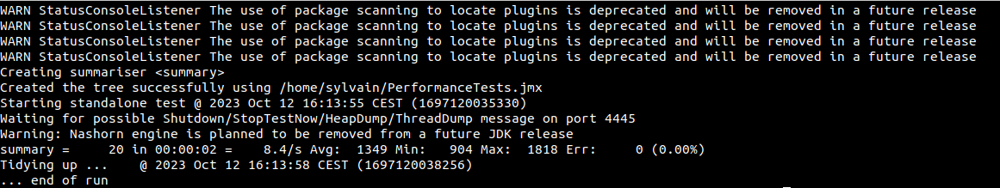 WARN StatusConsoleListener The use of package scanning to locate plugins is deprecated and will be removed in a future release
WARN StatusConsoleListener The use of package scanning to locate plugins is deprecated and will be removed in a future release
WARN StatusConsoleListener The use of package scanning to locate plugins is deprecated and will be removed in a future release
WARN StatusConsoleListener The use of package scanning to locate plugins is deprecated and will be removed in a future release
Creating summariser <summary>
Created the tree successfully using /home/sylvain/PerformanceTests.jmx
Starting standalone test @ 2023 Oct 12 16:13:55 CEST (1697120035330)
Waiting for possible Shutdown/StopTestNow/HeapDump/ThreadDump message on port 4445
Warning: Nashorn engine is planned to be removed from a future JDK release
summary =     20 in 00:00:02 =    8.4/s Avg:  1349 Min:   904 Max:  1818 Err:     0 (0.00%)
Tidying up ...    @ 2023 Oct 12 16:13:58 CEST (1697120038256)
... end of run